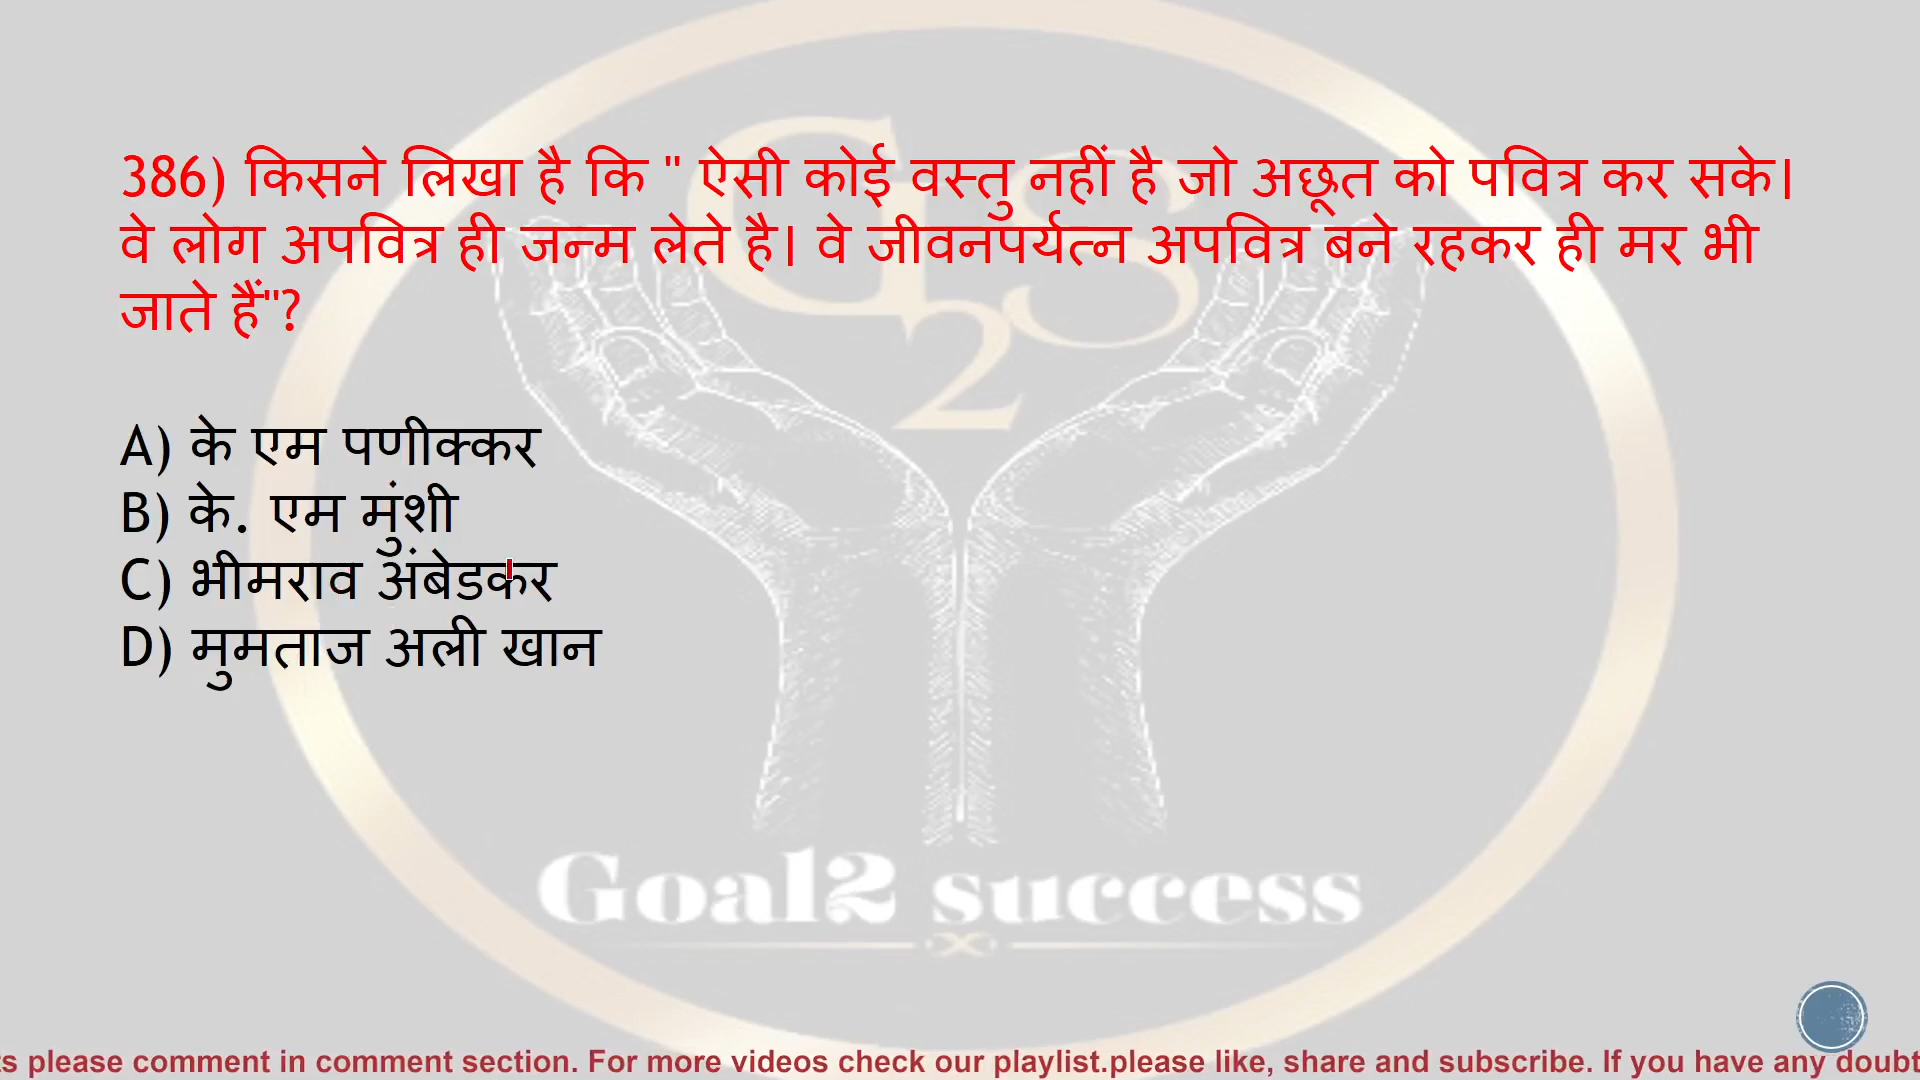 386) किसने लिखा है कि " ऐसी कोई वस्तु नहीं है जो अछूत को पवित्र कर सके।
वे लोग अपवित्र ही जन्म लेते है। वे जीवनपर्यत्न अपवित्र बने रहकर ही मर भी
जाते हैं"?
A) के एम पणीक्कर
B) के. एम मुंशी
C) भीमराव अंबेडकर
D) मुमताज अली खान
G2S
Goal2 success
s please comment in comment section. For more videos check our playlist.please like, share and subscribe. If you have any doubt